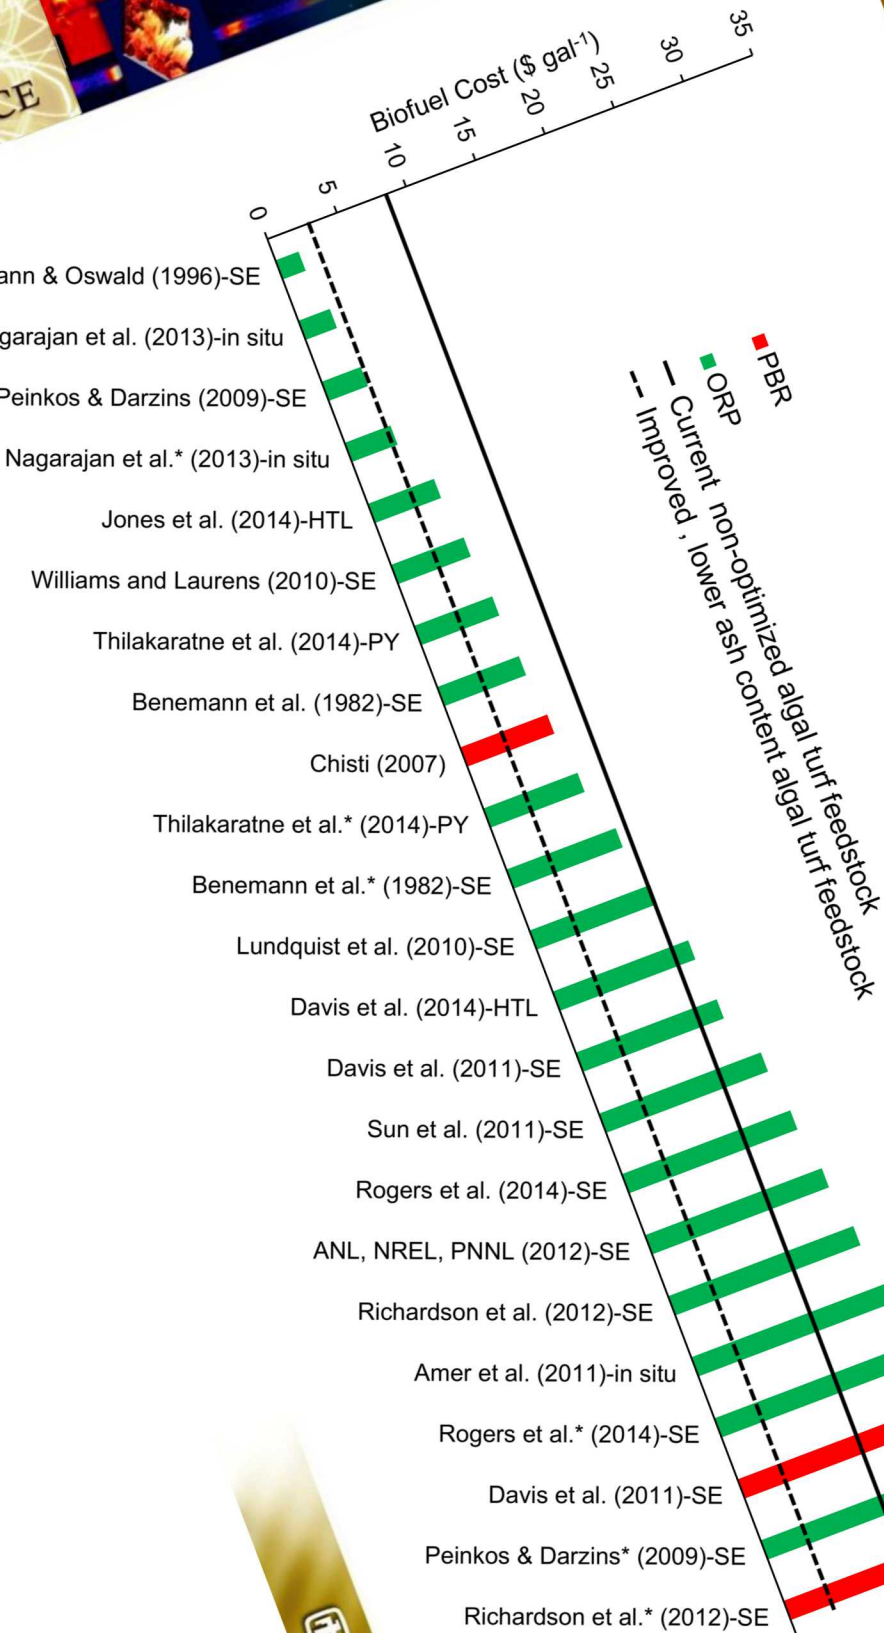 CE
Biofuel Cost ($ gal-1)
0
5
10
15
20
25
30
35
PBR
ORP
Current non-optimized algal turf feedstock
Improved , lower ash content algal turf feedstock
& Oswald (1996)-SE
et al. (2013)-in situ
Peinkos & Darzins (2009)-SE
Nagarajan et al.* (2013)-in situ
Jones et al. (2014)-HTL
Williams and Laurens (2010)-SE
Thilakaratne et al. (2014)-PY
Benemann et al. (1982)-SE
Chisti (2007)
Thilakaratne et al.* (2014)-PY
Benemann et al.* (1982)-SE
Lundquist et al. (2010)-SE
Davis et al. (2014)-HTL
Davis et al. (2011)-SE
Sun et al. (2011)-SE
Rogers et al. (2014)-SE
ANL, NREL, PNNL (2012)-SE
Richardson et al. (2012)-SE
Amer et al. (2011)-in situ
Rogers et al.* (2014)-SE
Davis et al. (2011)-SE
Peinkos & Darzins* (2009)-SE
Richardson et al.* (2012)-SE